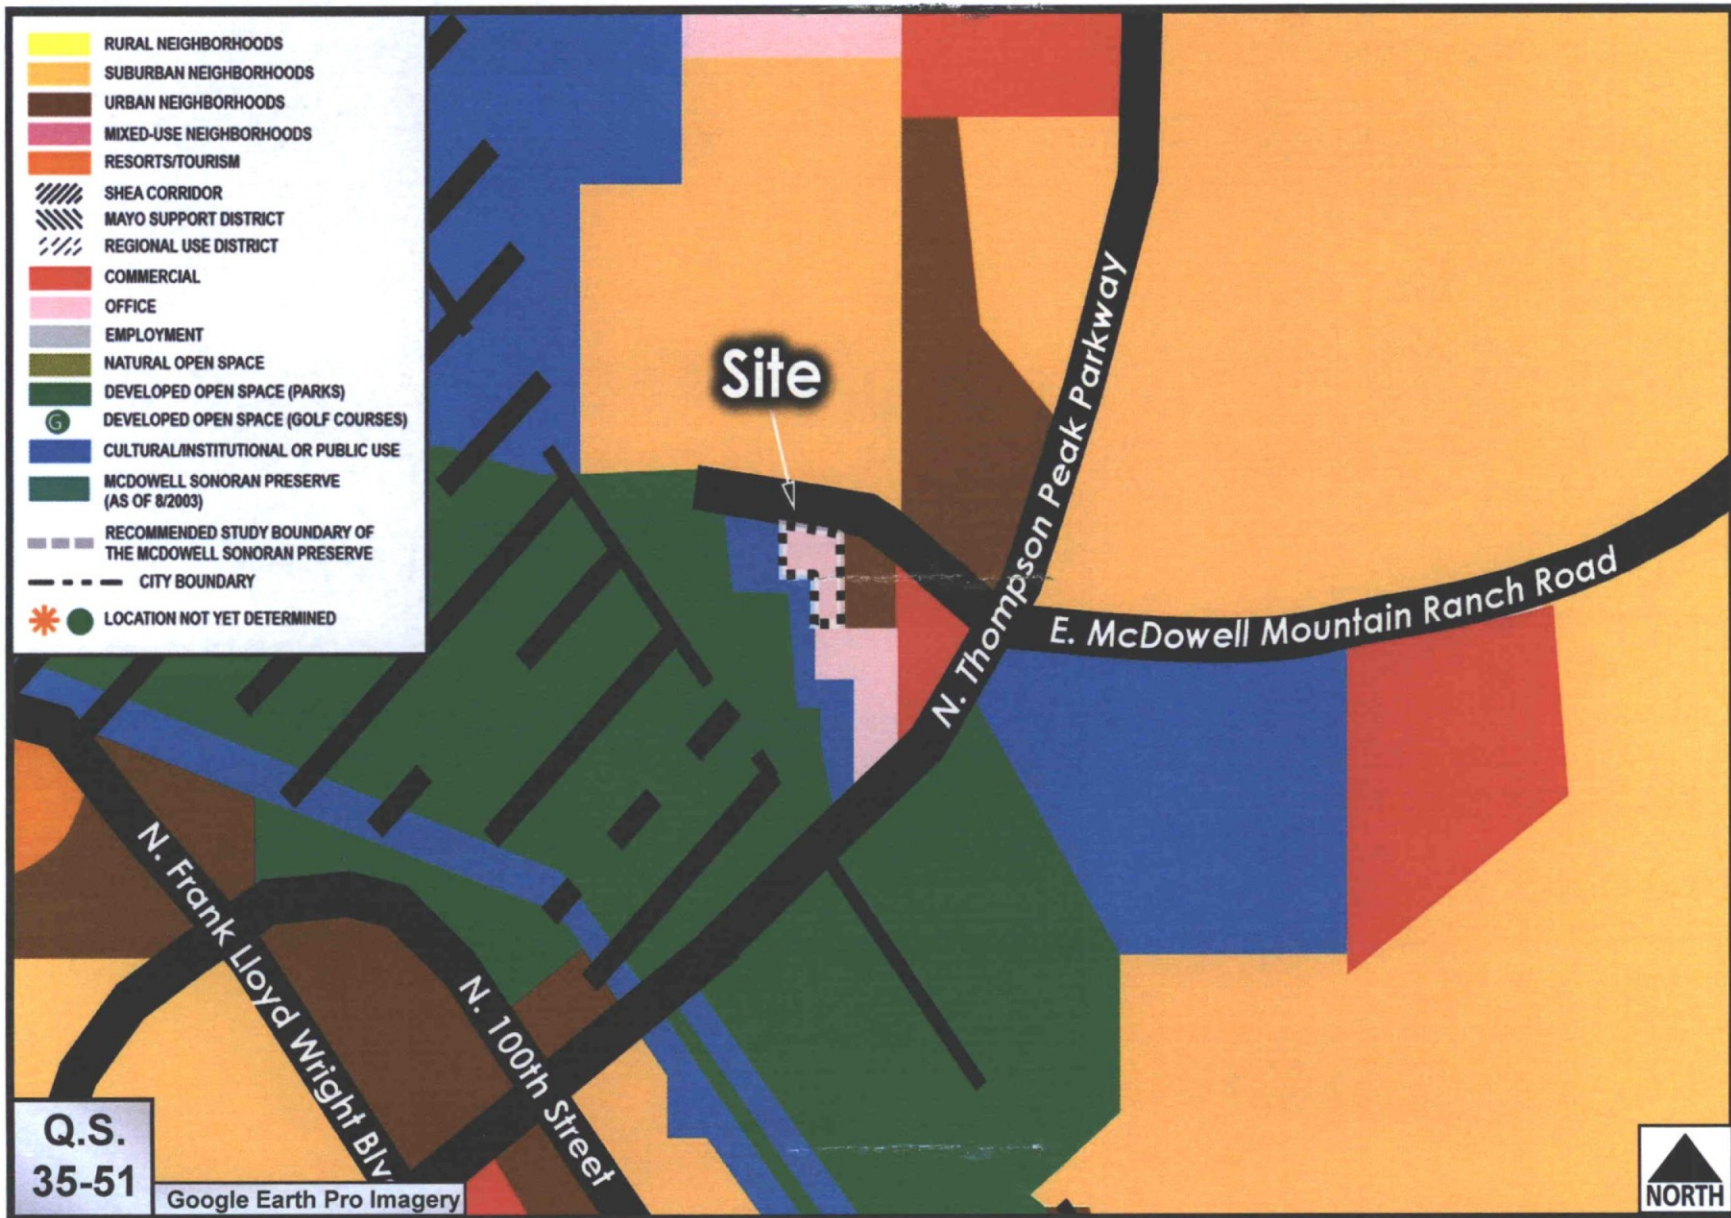 RURAL NEIGHBORHOODS
SUBURBAN NEIGHBORHOODS
URBAN NEIGHBORHOODS
MIXED-USE NEIGHBORHOODS
RESORTS/TOURISM
SHEA CORRIDOR
MAYO SUPPORT DISTRICT
REGIONAL USE DISTRICT
COMMERCIAL
OFFICE
EMPLOYMENT
NATURAL OPEN SPACE
DEVELOPED OPEN SPACE (PARKS)
G DEVELOPED OPEN SPACE (GOLF COURSES)
CULTURAL/INSTITUTIONAL OR PUBLIC USE
MCDOWELL SONORAN PRESERVE
(AS OF 8/2003)
RECOMMENDED STUDY BOUNDARY OF
THE MCDOWELL SONORAN PRESERVE
CITY BOUNDARY
LOCATION NOT YET DETERMINED
Site
N. Thompson Peak Parkway
E. McDowell Mountain Ranch Road
N. Frank Lloyd Wright Blv
N. 100th Street
Q.S.
35-51
Google Earth Pro Imagery
NORTH